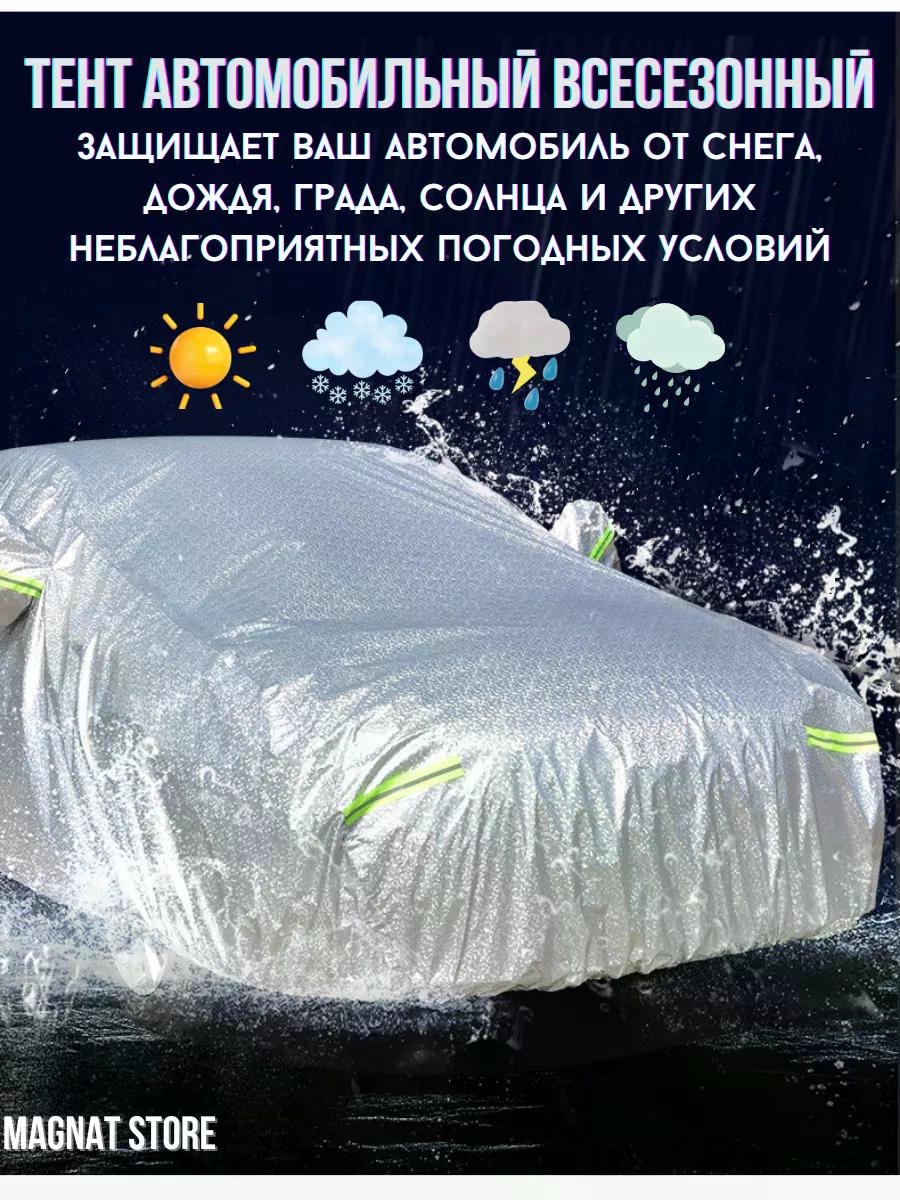 ТЕНТ АВТОМОБИЛЬНЫЙ ВСЕСЕЗОННЫЙ
ЗАЩИЩАЕТ ВАШ АВТОМОБИЛЬ ОТ СНЕГА,
ДОЖДЯ, ГРАДА, СОЛНЦА И ДРУГИХ
НЕБЛАГОПРИЯТНЫХ ПОГОДНЫХ УСЛОВИЙ
MAGNAT STORE